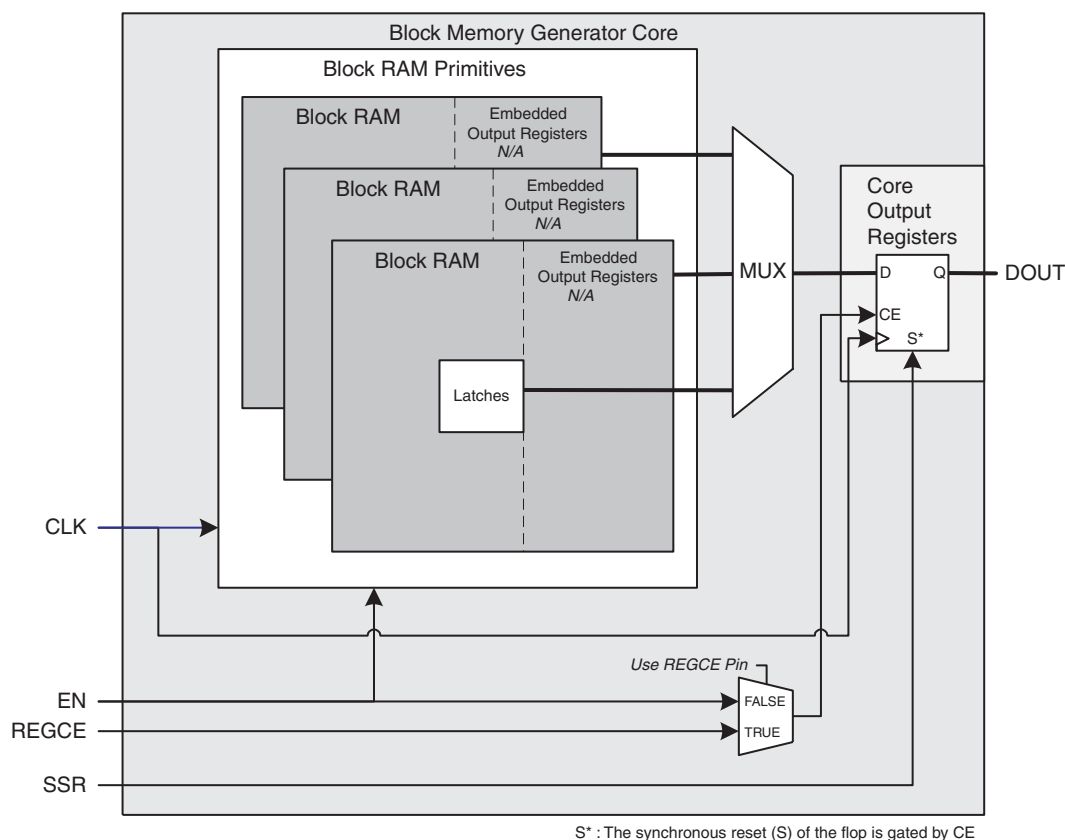 Block Memory Generator Core
Block RAM Primitives
Block RAM
Embedded
Output Registers
N/A
Block RAM
Embedded
Output Registers
N/A
Block RAM
Embedded
Output Registers
N/A
Latches
MUX
Core
Output
Registers
D
Q
CE
S*
DOUT
CLK
Use REGCE Pin
EN
FALSE
REGCE
TRUE
SSR
S* : The synchronous reset (S) of the flop is gated by CE